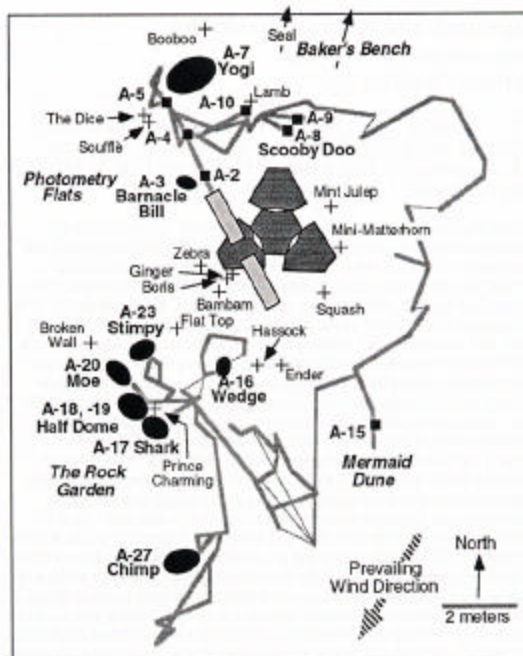 Booboo
Seal
Baker's Bench
A-7
Yogi
A-5
A-10
Lamb
A-9
The Dice
A-8
A-4
Soufflè
Scooby Doo
Photometry
Flats
A-3
A-2
Barnacle
Bill
Mint Julep
Mini-Matterhorn
Zebra
Ginger
Boris
Bambam
Squash
A-23
Stimpy
Flat Top
Hassock
Broken
Wall
A-20
Moe
A-16
Wedge
Ender
A-18, -19
Half Dome
A-15
A-17 Shark
Mermaid
Dune
The Rock
Garden
Prince
Charming
A-27
Chimp
North
Prevailing
Wind Direction
2 meters